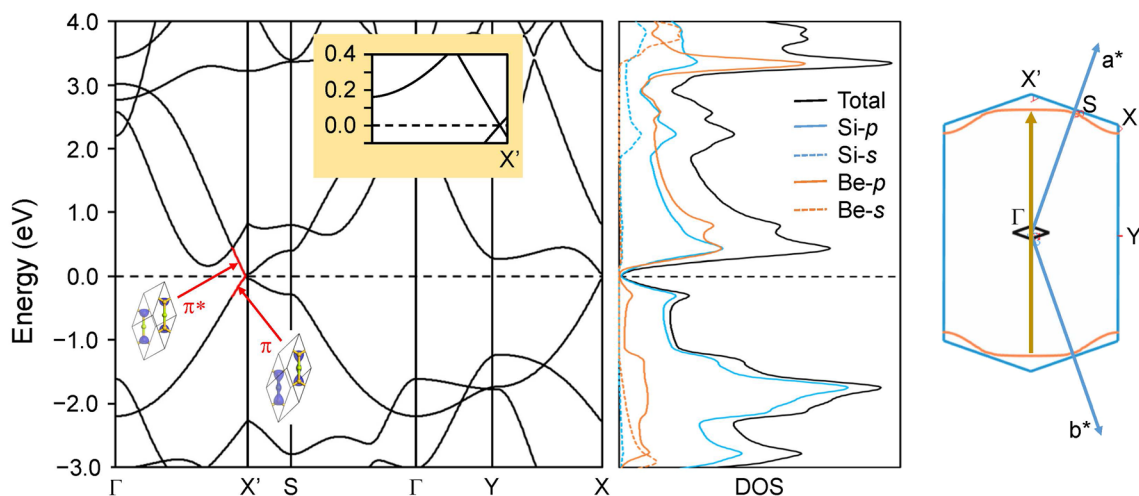 Energy (eV)
4.0
3.0
2.0
1.0
0.0
−1.0
−2.0
−3.0
0.4
0.2
0.0
X’
π*
π
Γ
X’
S
Γ
Y
X
Total
Si-p
Si-s
Be-p
Be-s
DOS
a*
X’
S
X
Γ
Y
b*